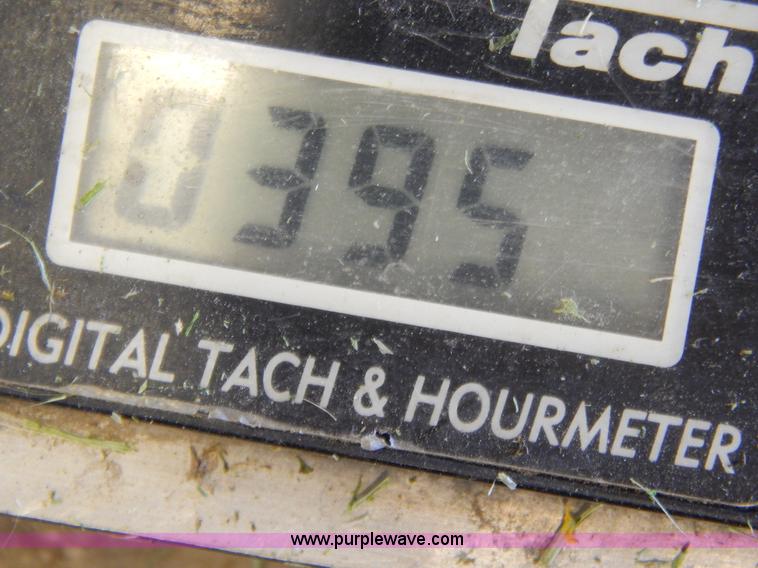 Tach
0395
DIGITAL TACH & HOURMETER
www.purplewave.com